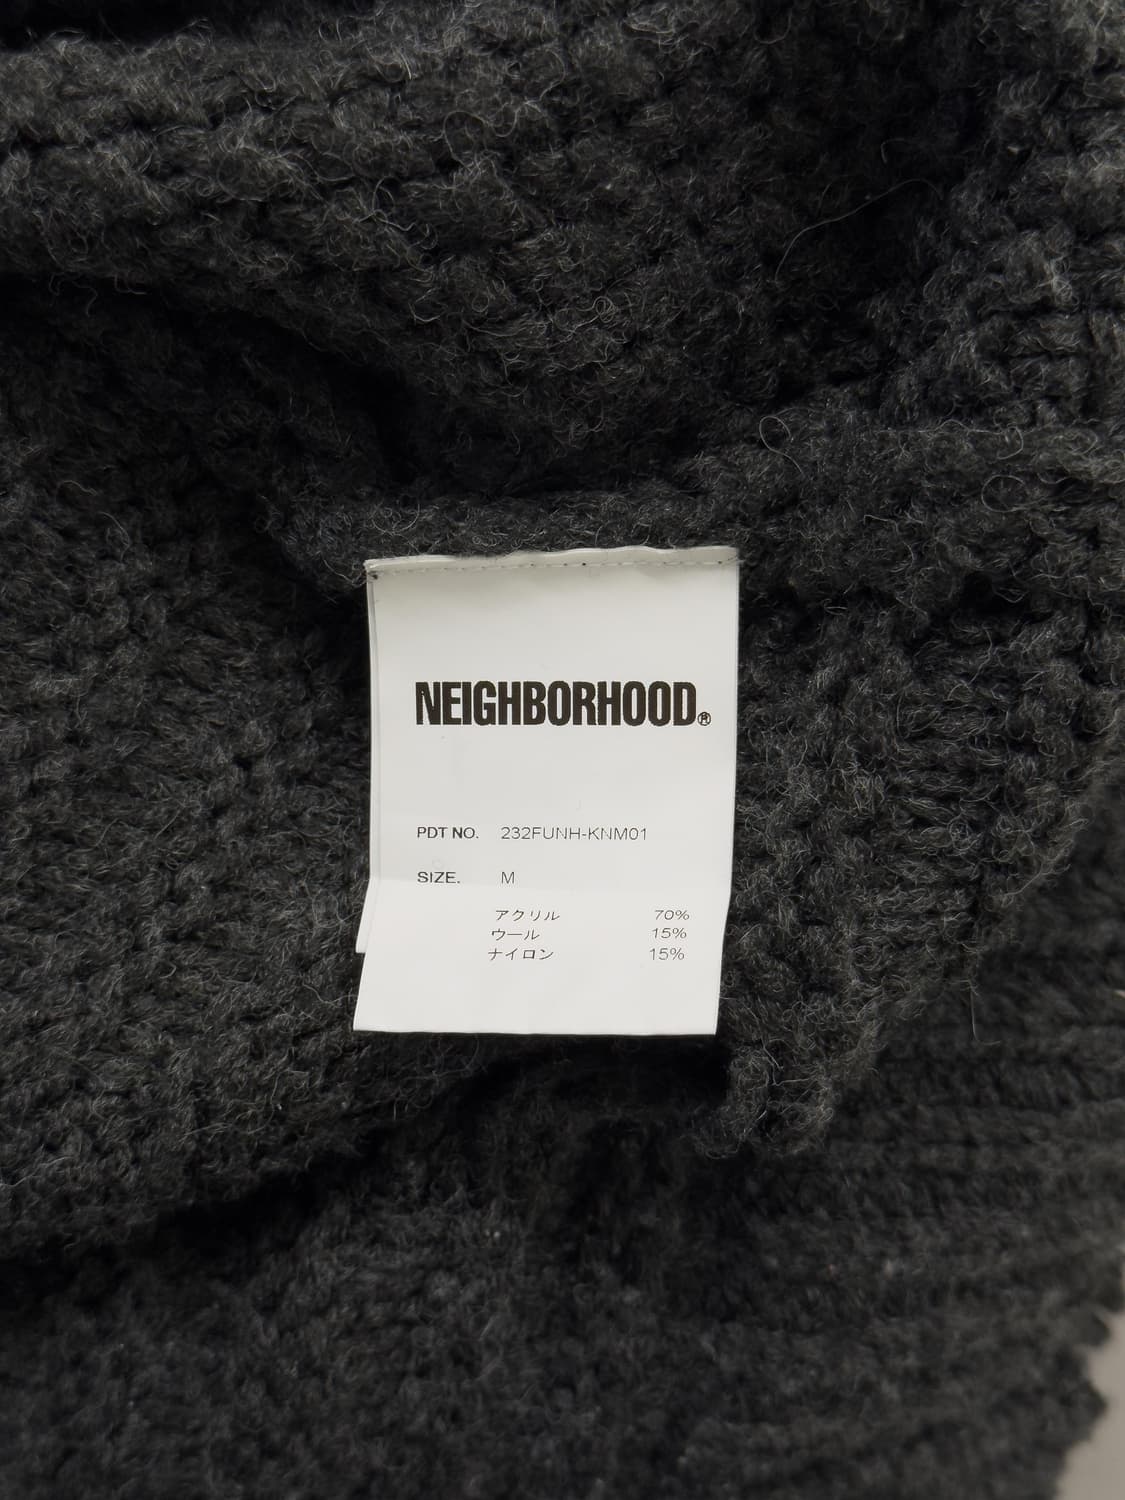 NEIGHBORHOOD®
PDT NO. 232FUNH-KNM01
SIZE. M
アクリル 70%
ウール 15%
ナイロン 15%